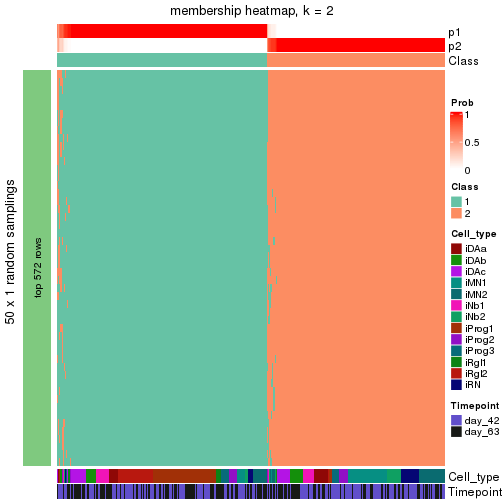 membership heatmap, k = 2
p1
p2
Class
50 x 1 random samplings
top 572 rows
Prob
1
0.5
0
Class
1
2
Cell_type
iDAa
iDAb
iDAc
iMN1
iMN2
iNb1
iNb2
iProg1
iProg2
iProg3
iRgl1
iRgl2
iRN
Timepoint
day_42
day_63
Cell_type
Timepoint